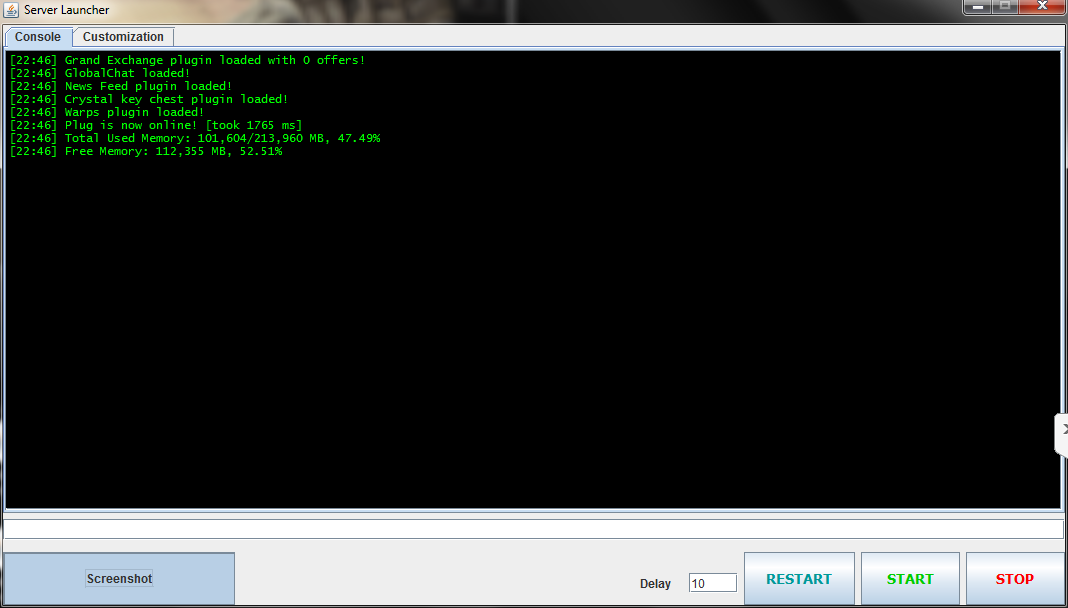 Server Launcher
Console Customization
[22:46] Grand Exchange plugin loaded with 0 offers!
[22:46] GlobalChat loaded!
[22:46] News Feed plugin loaded!
[22:46] Crystal key chest plugin loaded!
[22:46] Warps plugin loaded!
[22:46] Plug is now online! [took 1765 ms]
[22:46] Total Used Memory: 101,604/213,960 MB, 47.49%
[22:46] Free Memory: 112,355 MB, 52.51%
Screenshot Delay 10 RESTART START STOP